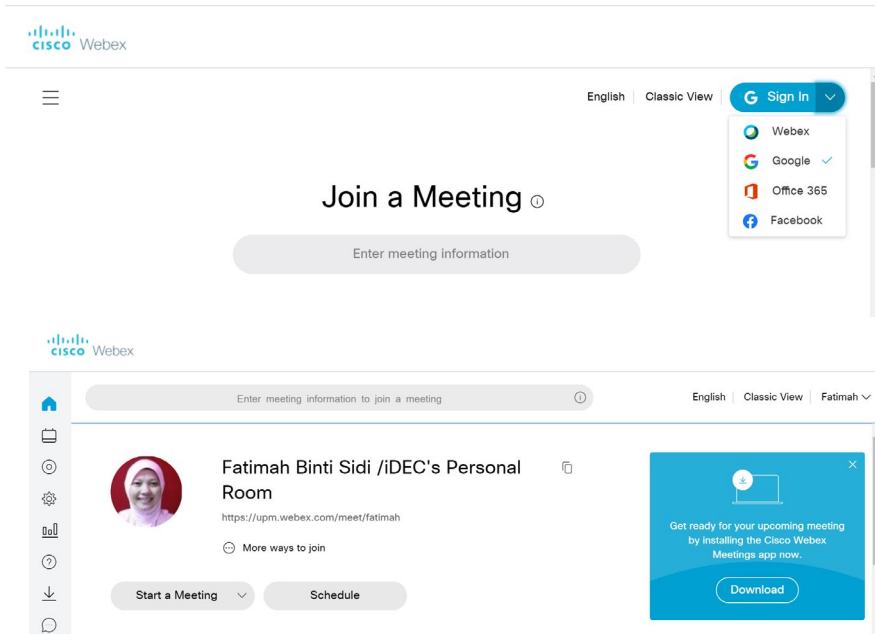 CISCO Webex
English Classic View G Sign In
Webex
Google
Office 365
Facebook
Join a Meeting
Enter meeting information
CISCO Webex
Enter meeting information to join a meeting
English Classic View Fatimah
Fatimah Binti Sidi /iDEC's Personal
Room
https://upm.webex.com/meet/fatimah
More ways to join
Start a Meeting Schedule
Get ready for your upcoming meeting
by installing the Cisco Webex
Meetings app now.
Download